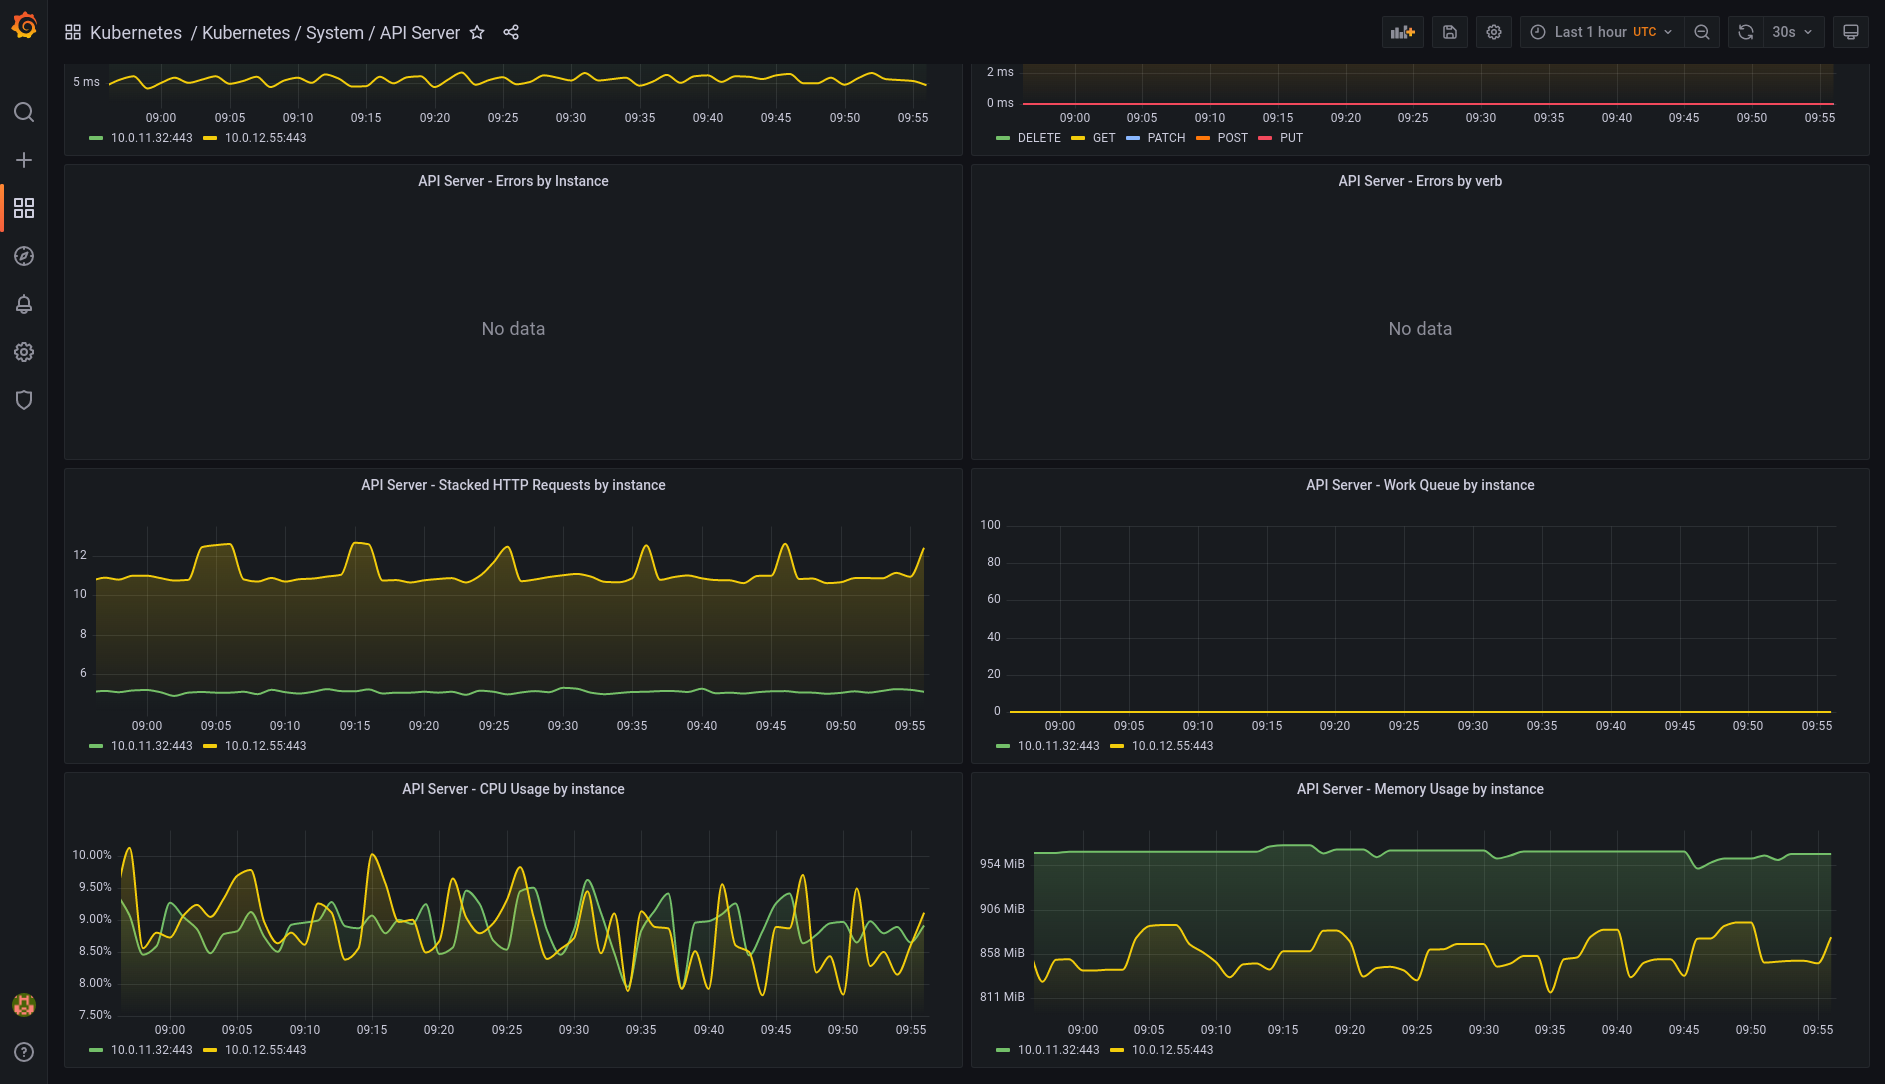 Kubernetes / Kubernetes / System / API Server
Last 1 hour UTC
30s
5 ms
09:00 09:05 09:10 09:15 09:20 09:25 09:30 09:35 09:40 09:45 09:50 09:55
10.0.11.32:443 10.0.12.55:443
2 ms
0 ms
09:00 09:05 09:10 09:15 09:20 09:25 09:30 09:35 09:40 09:45 09:50 09:55
DELETE GET PATCH POST PUT
API Server - Errors by Instance
No data
API Server - Errors by verb
No data
API Server - Stacked HTTP Requests by instance
12
10
8
6
09:00 09:05 09:10 09:15 09:20 09:25 09:30 09:35 09:40 09:45 09:50 09:55
10.0.11.32:443 10.0.12.55:443
API Server - Work Queue by instance
100
80
60
40
20
0
09:00 09:05 09:10 09:15 09:20 09:25 09:30 09:35 09:40 09:45 09:50 09:55
10.0.11.32:443 10.0.12.55:443
API Server - CPU Usage by instance
10.00%
9.50%
9.00%
8.50%
8.00%
7.50%
09:00 09:05 09:10 09:15 09:20 09:25 09:30 09:35 09:40 09:45 09:50 09:55
10.0.11.32:443 10.0.12.55:443
API Server - Memory Usage by instance
954 MiB
906 MiB
858 MiB
811 MiB
09:00 09:05 09:10 09:15 09:20 09:25 09:30 09:35 09:40 09:45 09:50 09:55
10.0.11.32:443 10.0.12.55:443